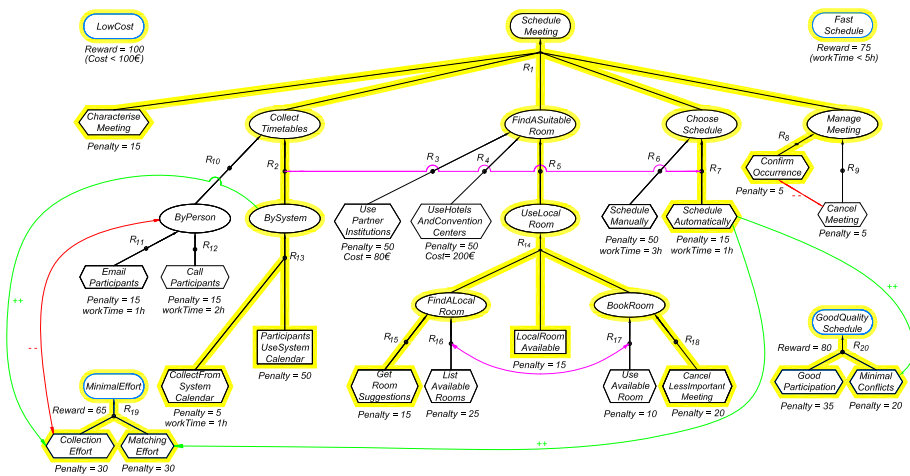 LowCost
Reward = 100
(Cost < 100€)
Schedule
Meeting
Fast
Schedule
Reward = 75
(workTime < 5h)
R1
Characterise
Meeting
Penalty = 15
Collect
Timetables
FindASuitable
Room
Choose
Schedule
Manage
Meeting
R10
R2
R3
R4
R5
R6
R7
R8
R9
Confirm
Occurrence
Penalty = 5
--
Cancel
Meeting
Penalty = 5
ByPerson
BySystem
Use
Partner
Institutions
Penalty = 50
Cost = 80€
UseHotels
AndConvention
Centers
Penalty = 50
Cost= 200€
UseLocal
Room
Schedule
Manually
Penalty = 50
workTime = 3h
Schedule
Automatically
Penalty = 15
workTime = 1h
R11
R12
R13
R14
Email
Participants
Penalty = 15
workTime = 1h
Call
Participants
Penalty = 15
workTime = 2h
++
++
FindALocal
Room
BookRoom
GoodQuality
Schedule
Reward = 80
R20
--
Participants
UseSystem
Calendar
Penalty = 50
R15
R16
LocalRoom
Available
Penalty = 15
R17
R18
CollectFrom
System
Calendar
Penalty = 5
workTime = 1h
Get
Room
Suggestions
Penalty = 15
List
Available
Rooms
Penalty = 25
Use
Available
Room
Penalty = 10
Cancel
LessImportant
Meeting
Penalty = 20
Good
Participation
Penalty = 35
Minimal
Conflicts
Penalty = 20
MinimalEffort
Reward = 65
R19
Collection
Effort
Penalty = 30
Matching
Effort
Penalty = 30
++